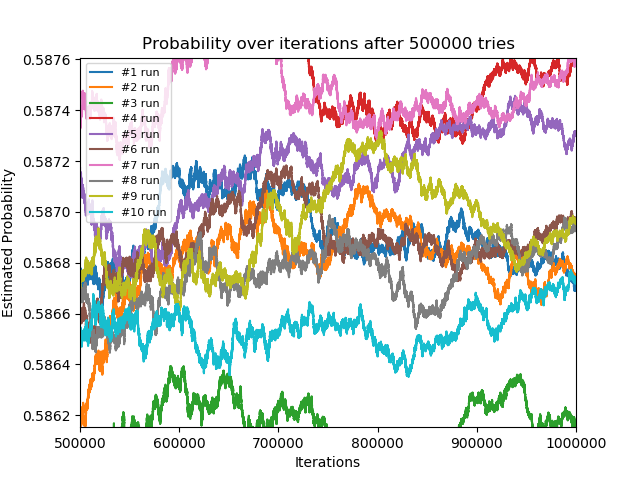 Probability over iterations after 500000 tries
Estimated Probability
0.5876
0.5874
0.5872
0.5870
0.5868
0.5866
0.5864
0.5862
#1 run
#2 run
#3 run
#4 run
#5 run
#6 run
#7 run
#8 run
#9 run
#10 run
500000 600000 700000 800000 900000 1000000
Iterations